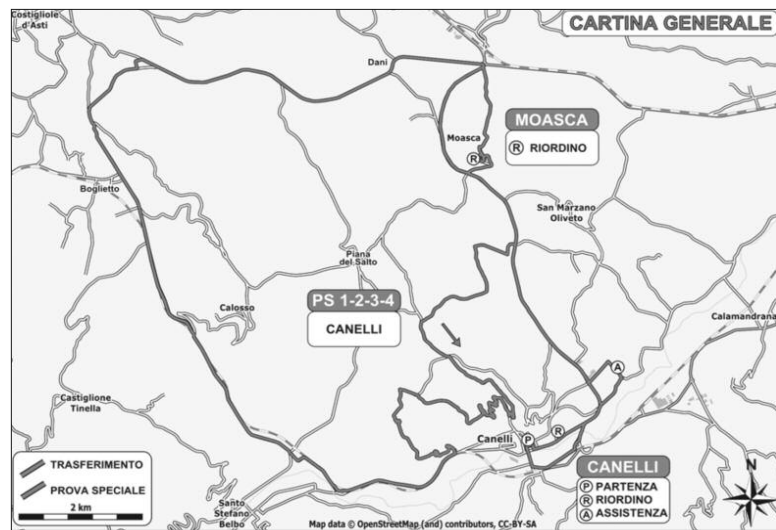 Costigliole
d'Asti
CARTINA GENERALE
Dani
MOASCA
R RIORDINO
Moasca
R
Boglietto
San Marzano
Oliveto
Piana
del Salto
PS 1-2-3-4
CANELLI
Calosso
Calamandrana
A
Castiglione
Tinella
R
P
Canelli
TRASFERIMENTO
PROVA SPECIALE
2 km
CANELLI
P PARTENZA
R RIORDINO
A ASSISTENZA
N
Santo
Stefano
Belbo
Map data © OpenStreetMap (and) contributors, CC-BY-SA